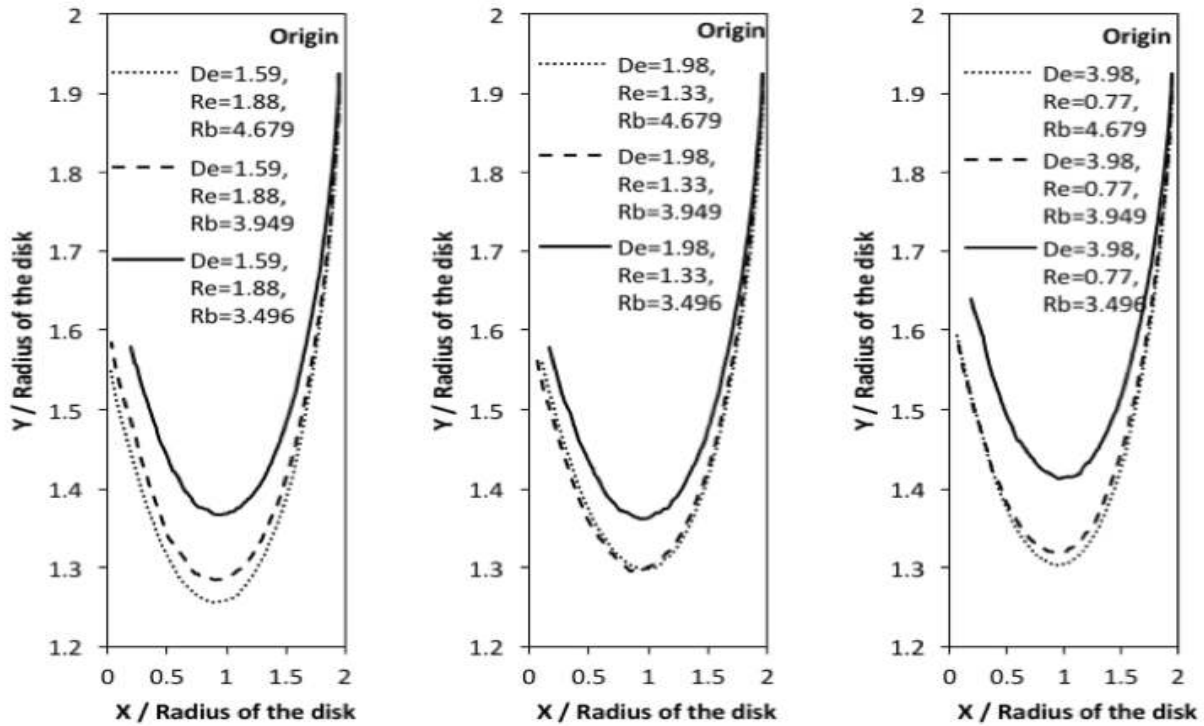 Y / Radius of the disk
2
1.9
1.8
1.7
1.6
1.5
1.4
1.3
1.2
Origin
De=1.59,
Re=1.88,
Rb=4.679
De=1.59,
Re=1.88,
Rb=3.949
De=1.59,
Re=1.88,
Rb=3.496
0 0.5 1 1.5 2
X / Radius of the disk
Y / Radius of the disk
2
1.9
1.8
1.7
1.6
1.5
1.4
1.3
1.2
Origin
De=1.98,
Re=1.33,
Rb=4.679
De=1.98,
Re=1.33,
Rb=3.949
De=1.98,
Re=1.33,
Rb=3.496
0 0.5 1 1.5 2
X / Radius of the disk
Y / Radius of the disk
2
1.9
1.8
1.7
1.6
1.5
1.4
1.3
1.2
Origin
De=3.98,
Re=0.77,
Rb=4.679
De=3.98,
Re=0.77,
Rb=3.949
De=3.98,
Re=0.77,
Rb=3.496
0 0.5 1 1.5 2
X / Radius of the disk